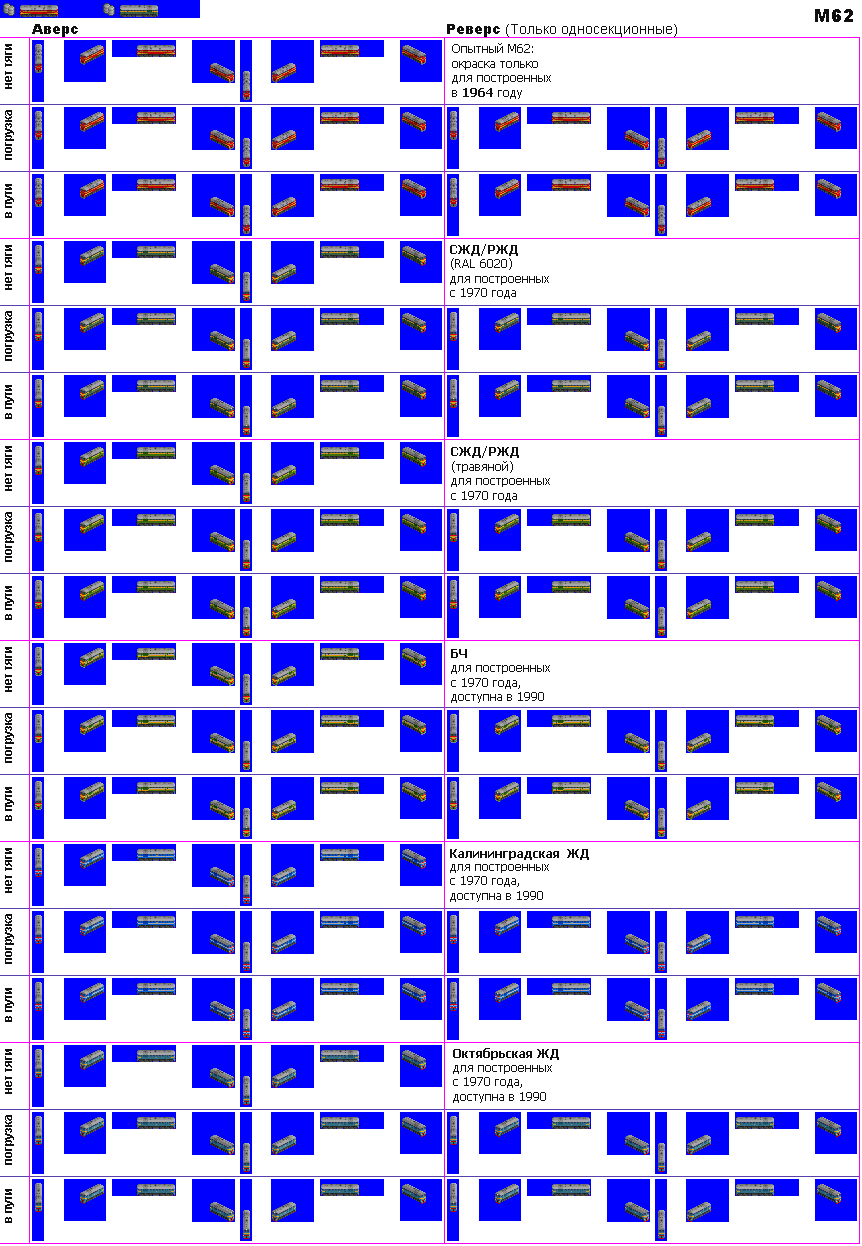 М62
Аверс
Реверс (Только односекционные)
нет тяги
Опытный М62:
окраска только
для построенных
в 1964 году
погрузка
в пути
нет тяги
СЖД/РЖД
(RAL 6020)
для построенных
с 1970 года
погрузка
в пути
нет тяги
СЖД/РЖД
(травяной)
для построенных
с 1970 года
погрузка
в пути
нет тяги
БЧ
для построенных
с 1970 года,
доступна в 1990
погрузка
в пути
нет тяги
Калининградская ЖД
для построенных
с 1970 года,
доступна в 1990
погрузка
в пути
нет тяги
Октябрьская ЖД
для построенных
с 1970 года,
доступна в 1990
погрузка
в пути